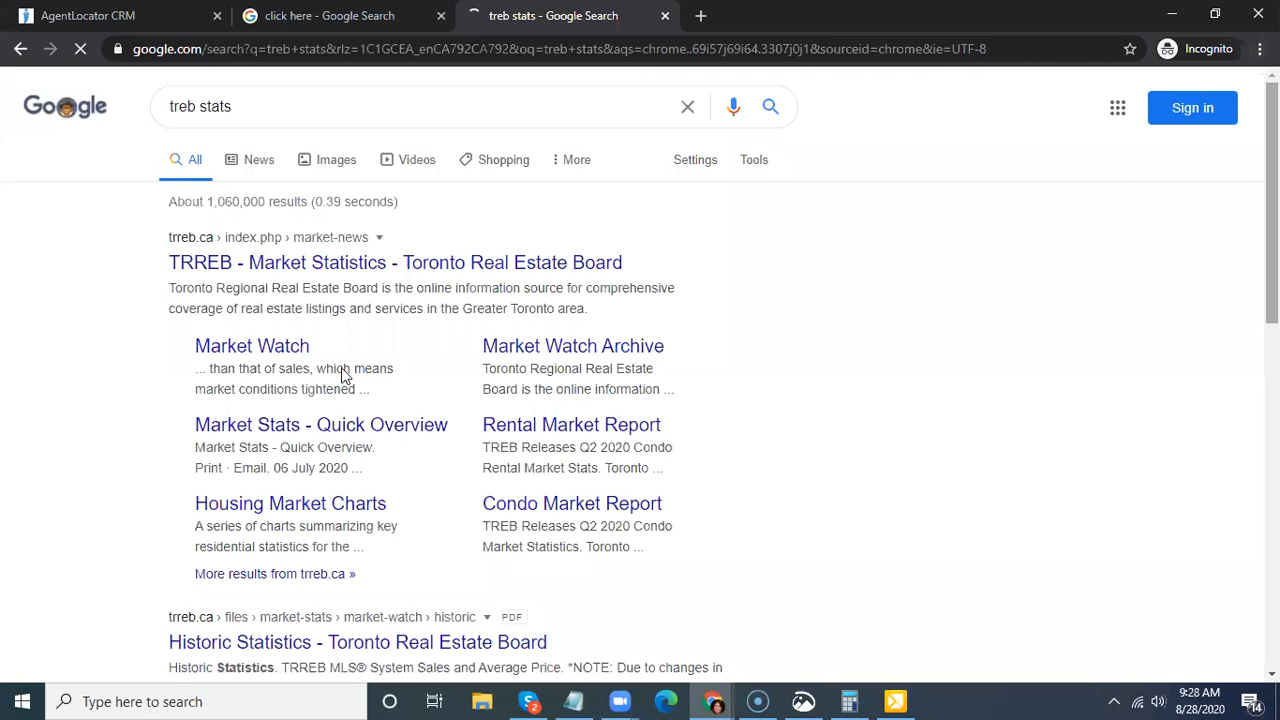 AgentLocator CRM
click here - Google Search
treb stats - Google Search
google.com/search?q=treb+stats&rlz=1C1GCEA_enCA792CA792&oq=treb+stats&aqs=chrome..69i57j69i64.3307j0j1&sourceid=chrome&ie=UTF-8
Incognito
Google
treb stats
Sign in
All
News
Images
Videos
Shopping
More
Settings
Tools
About 1,060,000 results (0.39 seconds)
trreb.ca › index.php › market-news
TRREB - Market Statistics - Toronto Real Estate Board
Toronto Regional Real Estate Board is the online information source for comprehensive
coverage of real estate listings and services in the Greater Toronto area.
Market Watch
... than that of sales, which means
market conditions tightened ...
Market Watch Archive
Toronto Regional Real Estate
Board is the online information ...
Market Stats - Quick Overview
Market Stats - Quick Overview.
Print · Email. 06 July 2020 ...
Rental Market Report
TREB Releases Q2 2020 Condo
Rental Market Stats. Toronto ...
Housing Market Charts
A series of charts summarizing key
residential statistics for the ...
Condo Market Report
TREB Releases Q2 2020 Condo
Market Statistics. Toronto ...
More results from trreb.ca »
trreb.ca › files › market-stats › market-watch › historic
PDF
Historic Statistics - Toronto Real Estate Board
Historic Statistics. TRREB MLS® System Sales and Average Price. *NOTE: Due to changes in
Type here to search
2
9:28 AM
8/28/2020
14